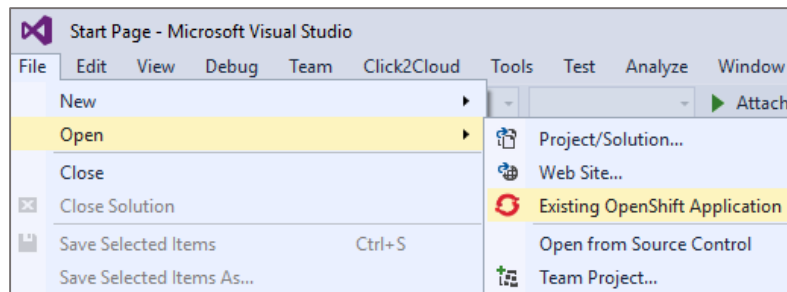 Start Page - Microsoft Visual Studio
File Edit View Debug Team Click2Cloud Tools Test Analyze Window
New
Attach
Open
Project/Solution...
Close
Web Site...
Close Solution
Existing OpenShift Application
Save Selected Items Ctrl+S
Open from Source Control
Save Selected Items As...
Team Project...